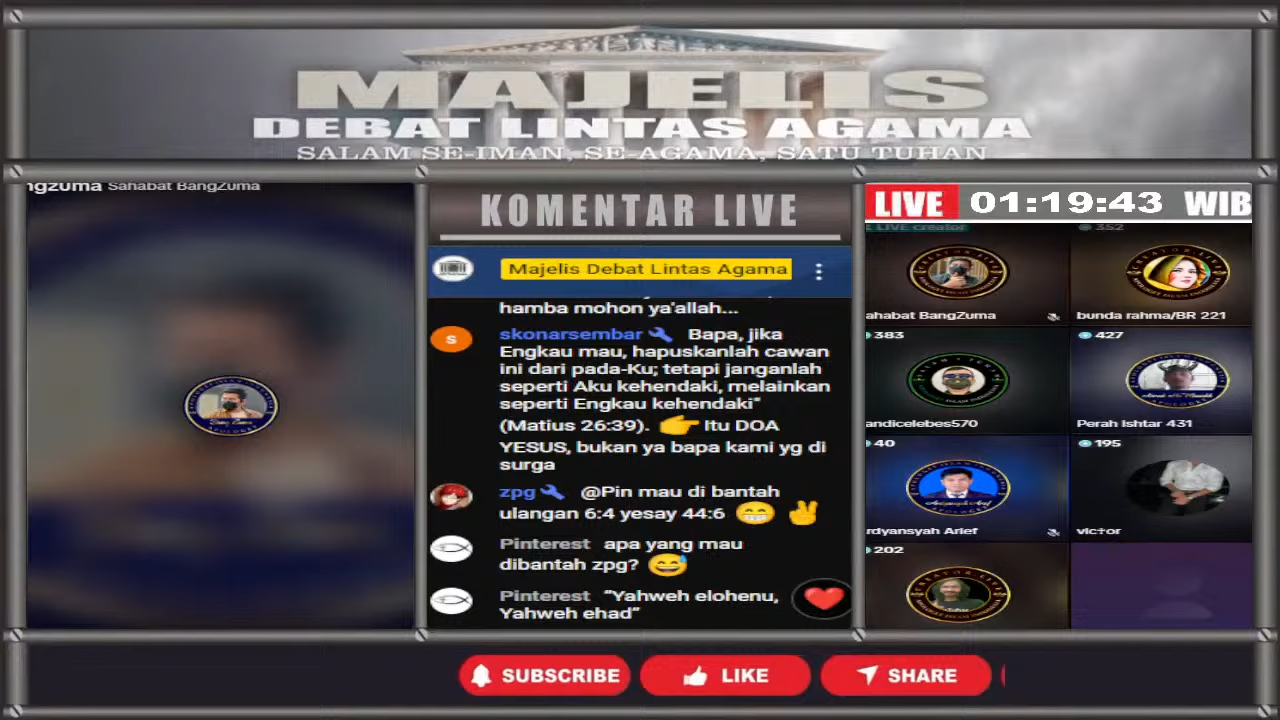 MAJELIS
DEBAT LINTAS AGAMA
SALAM SE-IMAN, SE-AGAMA, SATU TUHAN
ngzuma Sahabat BangZuma
KOMENTAR LIVE
Majelis Debat Lintas Agama
hamba mohon ya'allah...
skonarsembar Bapa, jika
Engkau mau, hapuskanlah cawan
ini dari pada-Ku; tetapi janganlah
seperti Aku kehendaki, melainkan
seperti Engkau kehendaki"
(Matius 26:39). 👉 Itu DOA
YESUS, bukan ya bapa kami yg di
surga
zpg @Pin mau di bantah
ulangan 6:4 yesay 44:6 😁 ✌
Pinterest apa yang mau
dibantah zpg? 😅
Pinterest “Yahweh elohenu,
Yahweh ehad”
LIVE 01:19:43 WIB
LIVE creator
352
ahabat BangZuma
bunda rahma/BR 221
383
427
andicelebes570
Perah Ishtar 431
40
195
rdyansyah Arief
vic†or
202
SUBSCRIBE
LIKE
SHARE